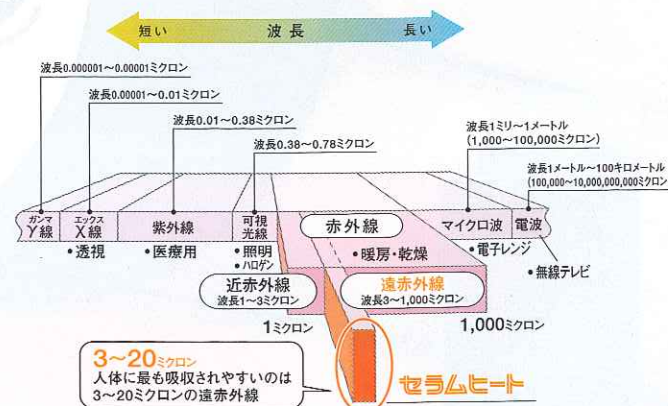 短い 波長 長い
波長0.000001～0.00001ミクロン
波長0.00001～0.01ミクロン
波長0.01～0.38ミクロン
波長0.38～0.78ミクロン
波長1ミリ～1メートル
(1,000～100,000ミクロン)
波長1メートル～100キロメートル
(100,000～10,000,000,000ミクロン
ガンマ
γ線
エックス
X線
紫外線
可視
光線
赤外線
マイクロ波
電波
•透視
•医療用
•照明
•ハロゲン
•暖房・乾燥
•電子レンジ
•無線テレビ
近赤外線
波長1～3ミクロン
遠赤外線
波長3～1,000ミクロン
1ミクロン
1,000ミクロン
3～20ミクロン
人体に最も吸収されやすいのは
3～20ミクロンの遠赤外線
セラムヒート